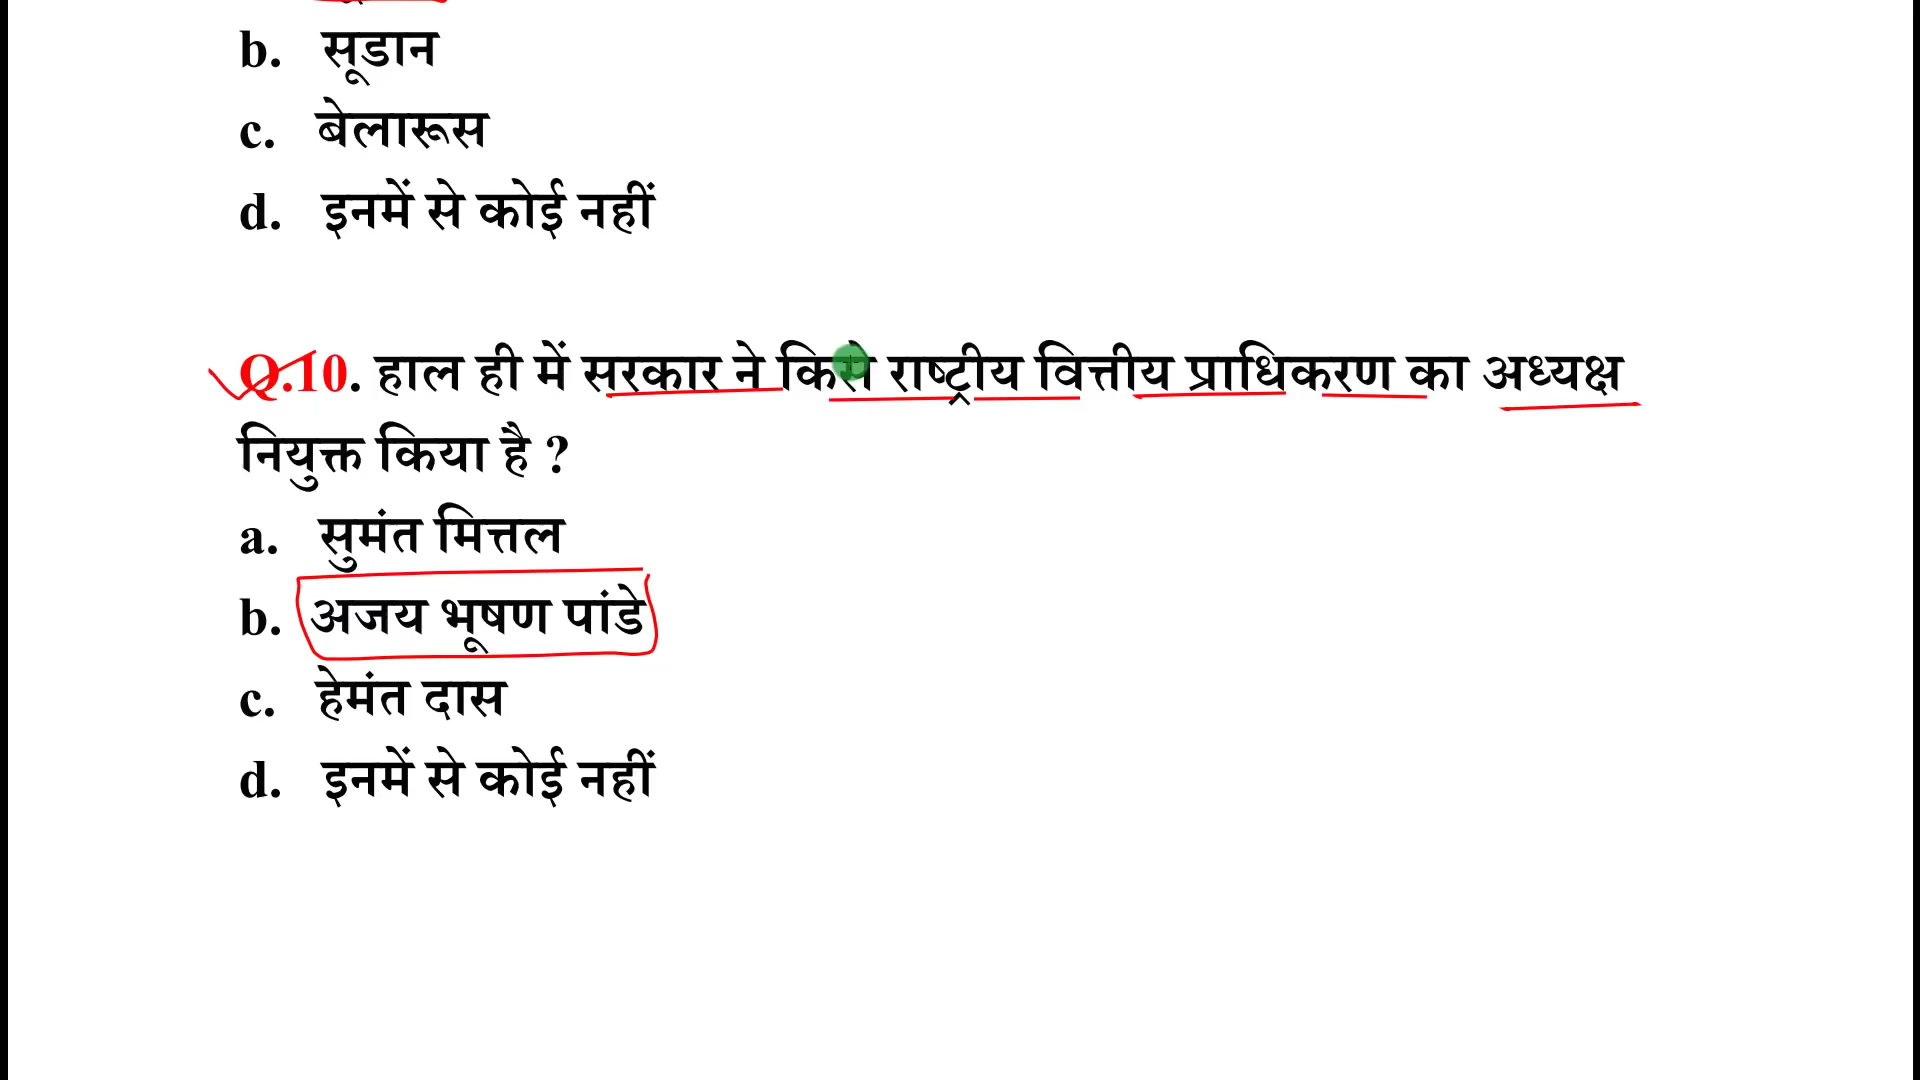 b. सूडान
c. बेलारूस
d. इनमें से कोई नहीं
Q.10. हाल ही में सरकार ने किसे राष्ट्रीय वित्तीय प्राधिकरण का अध्यक्ष
नियुक्त किया है ?
a. सुमंत मित्तल
b. अजय भूषण पांडे
c. हेमंत दास
d. इनमें से कोई नहीं